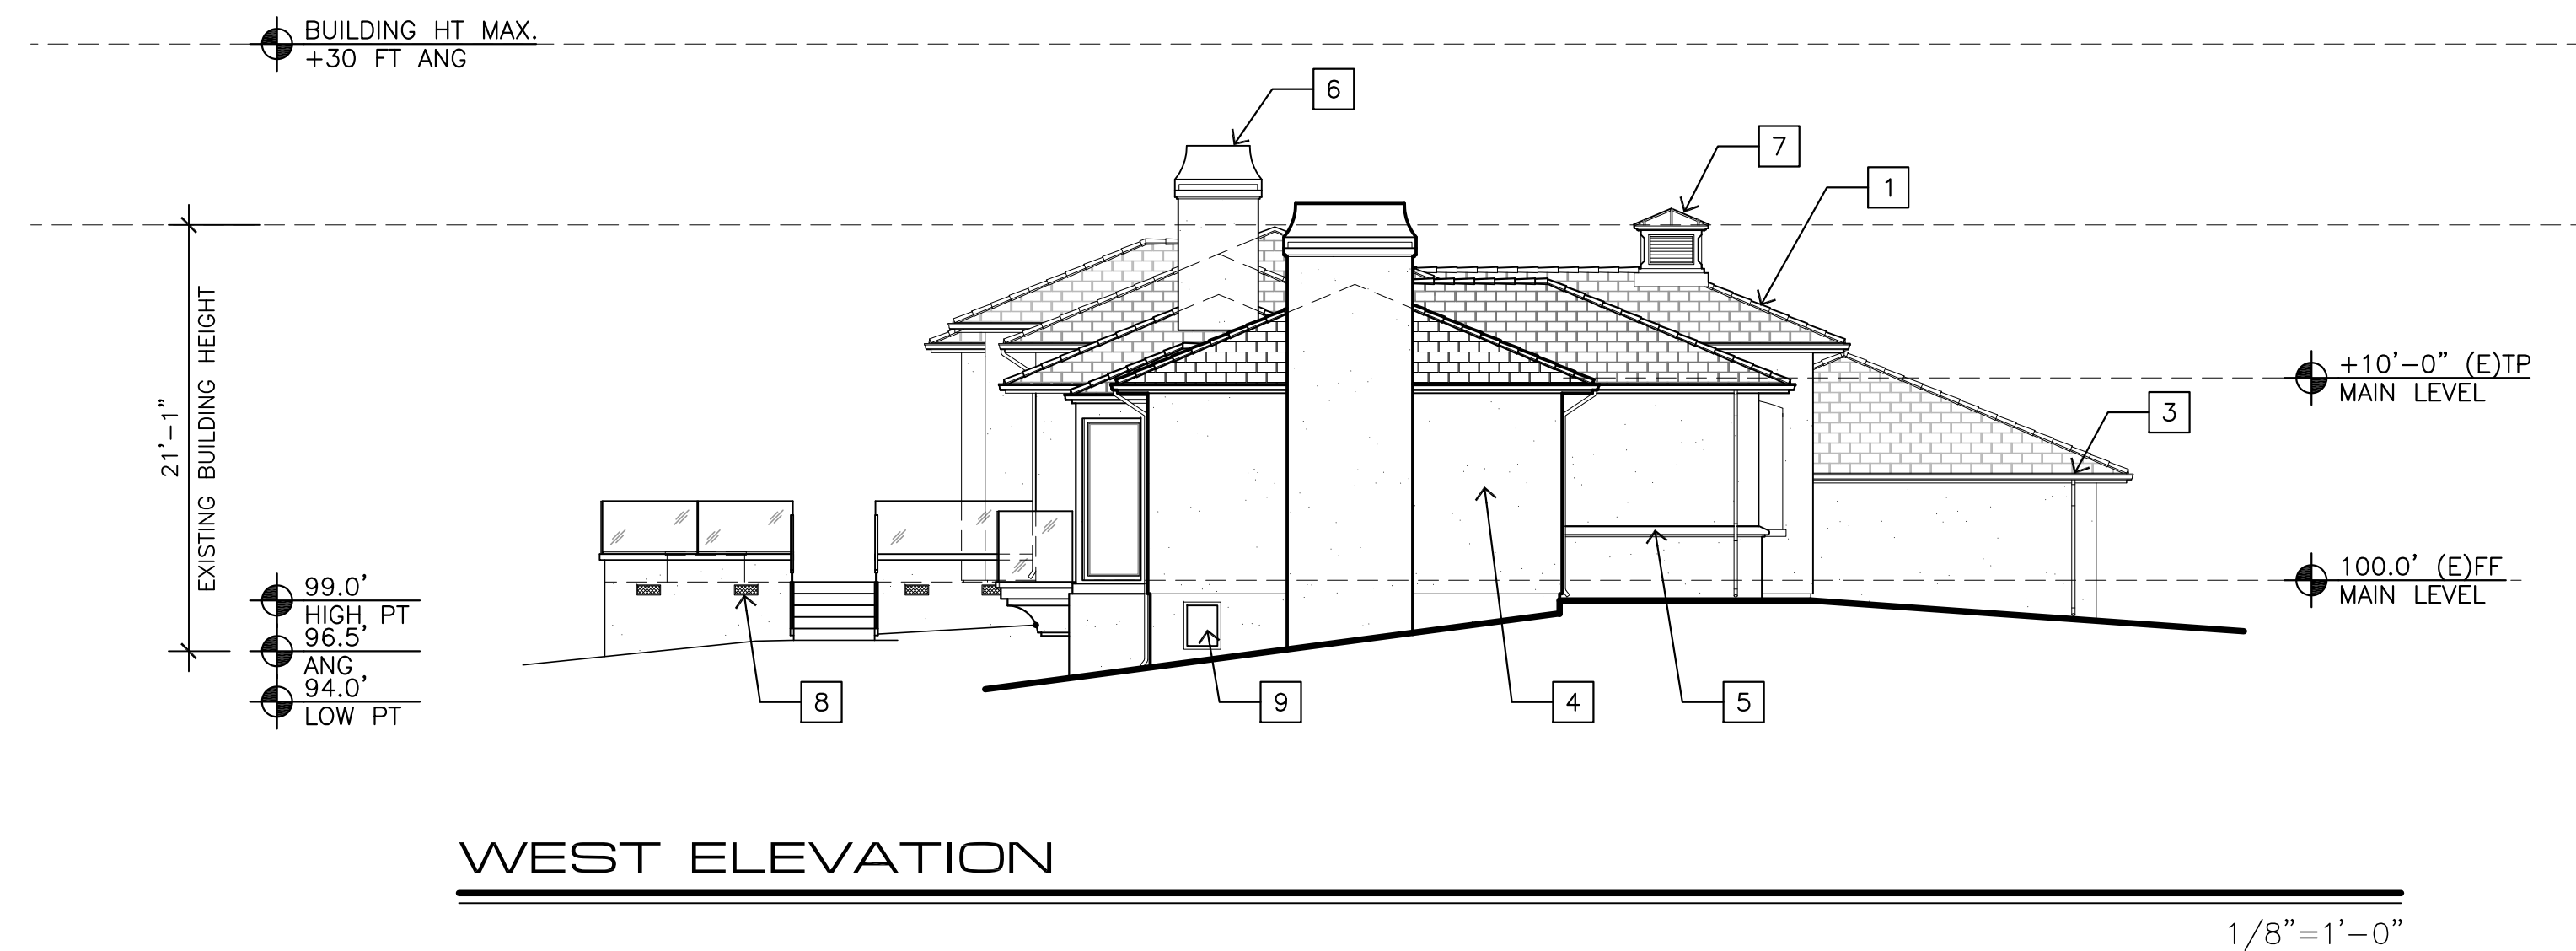 BUILDING HT MAX.
+30 FT ANG
6
7
1
21'-1"
EXISTING BUILDING HEIGHT
+10'-0" (E)TP
MAIN LEVEL
3
99.0'
HIGH PT
96.5'
ANG
94.0'
LOW PT
100.0' (E)FF
MAIN LEVEL
8
9
4
5
WEST ELEVATION
1/8"=1'-0"